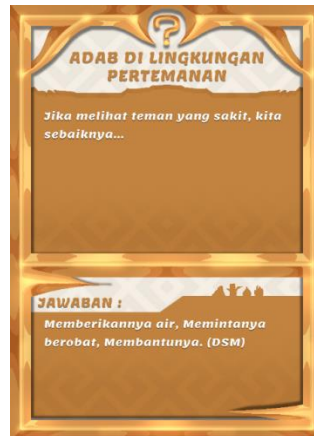 ?
ADAB DI LINGKUNGAN
PERTEMANAN
Jika melihat teman yang sakit, kita
sebaiknya...
JAWABAN :
Memberikannya air, Memintanya
berobat, Membantunya. (DSM)